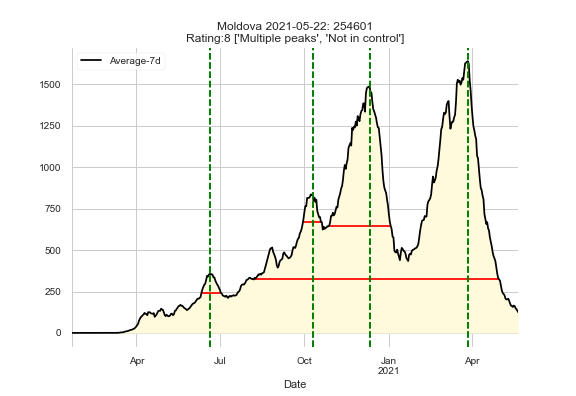 Moldova 2021-05-22: 254601
Rating:8 ['Multiple peaks', 'Not in control']
Average-7d
1500
1250
1000
750
500
250
0
Apr
Jul
Oct
Jan
2021
Apr
Date